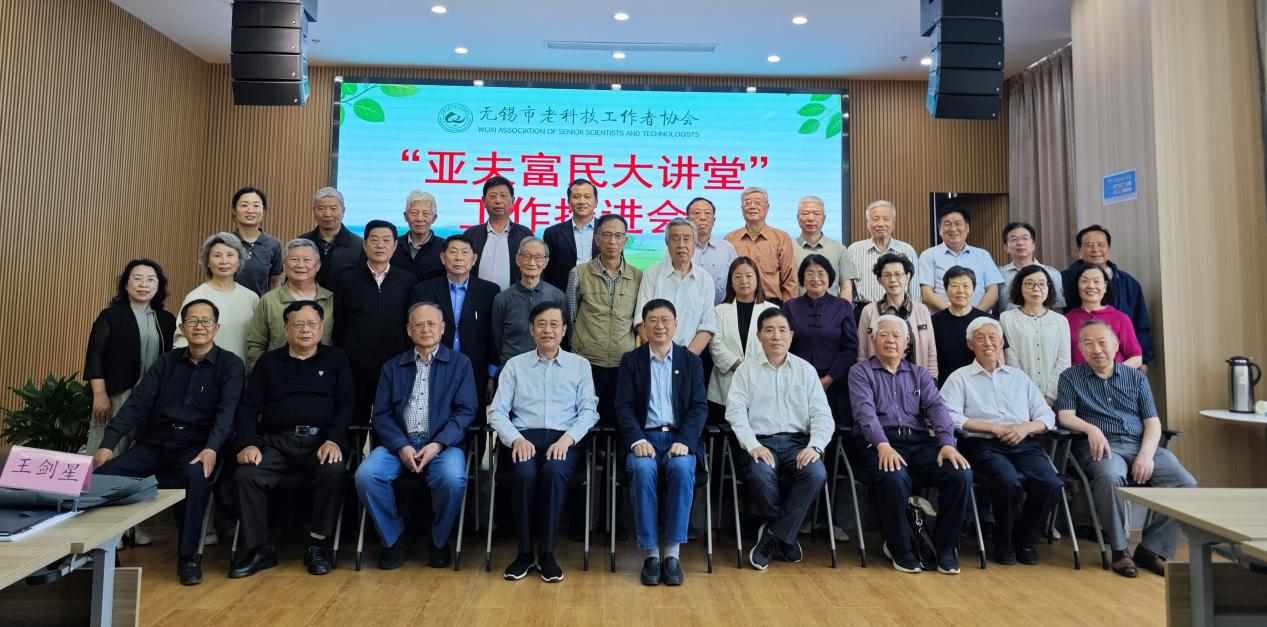 无锡市老科技工作者协会
WUXI ASSOCIATION OF SENIOR SCIENTISTS AND TECHNOLOGISTS
“亚夫富民大讲堂”
工作推进会
王剑星